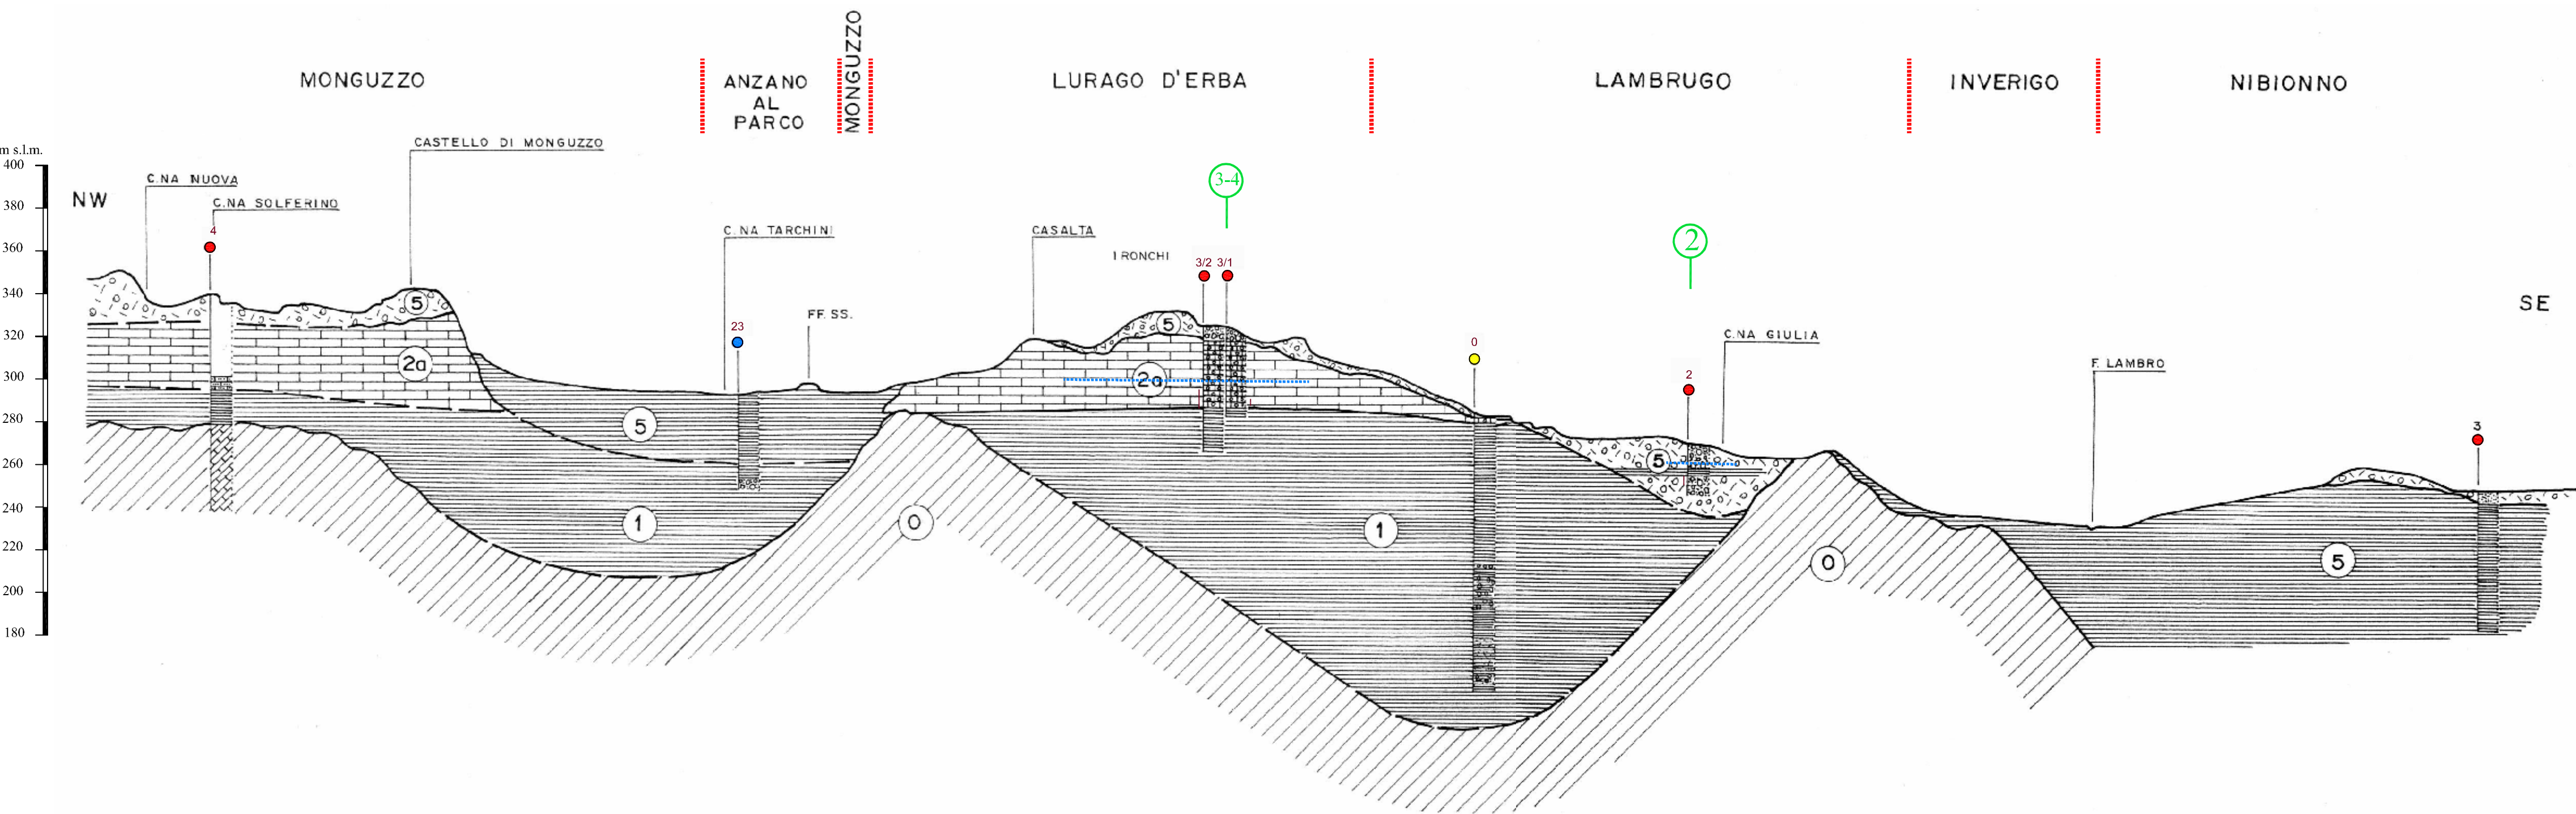 MONGUZZO
ANZANO
AL
PARCO
MONGUZZO
LURAGO D'ERBA
LAMBRUGO
INVERIGO
NIBIONNO
m s.l.m.
400
380
360
340
320
300
280
260
240
220
200
180
NW
SE
C.NA NUOVA
C.NA SOLFERINO
CASTELLO DI MONGUZZO
C.NA TARCHINI
FF. SS.
CASALTA
I RONCHI
C.NA GIULIA
F. LAMBRO
4
23
3-4
3/2 3/1
0
2
2
3
5
2a
5
1
0
5
2a
1
5
0
5